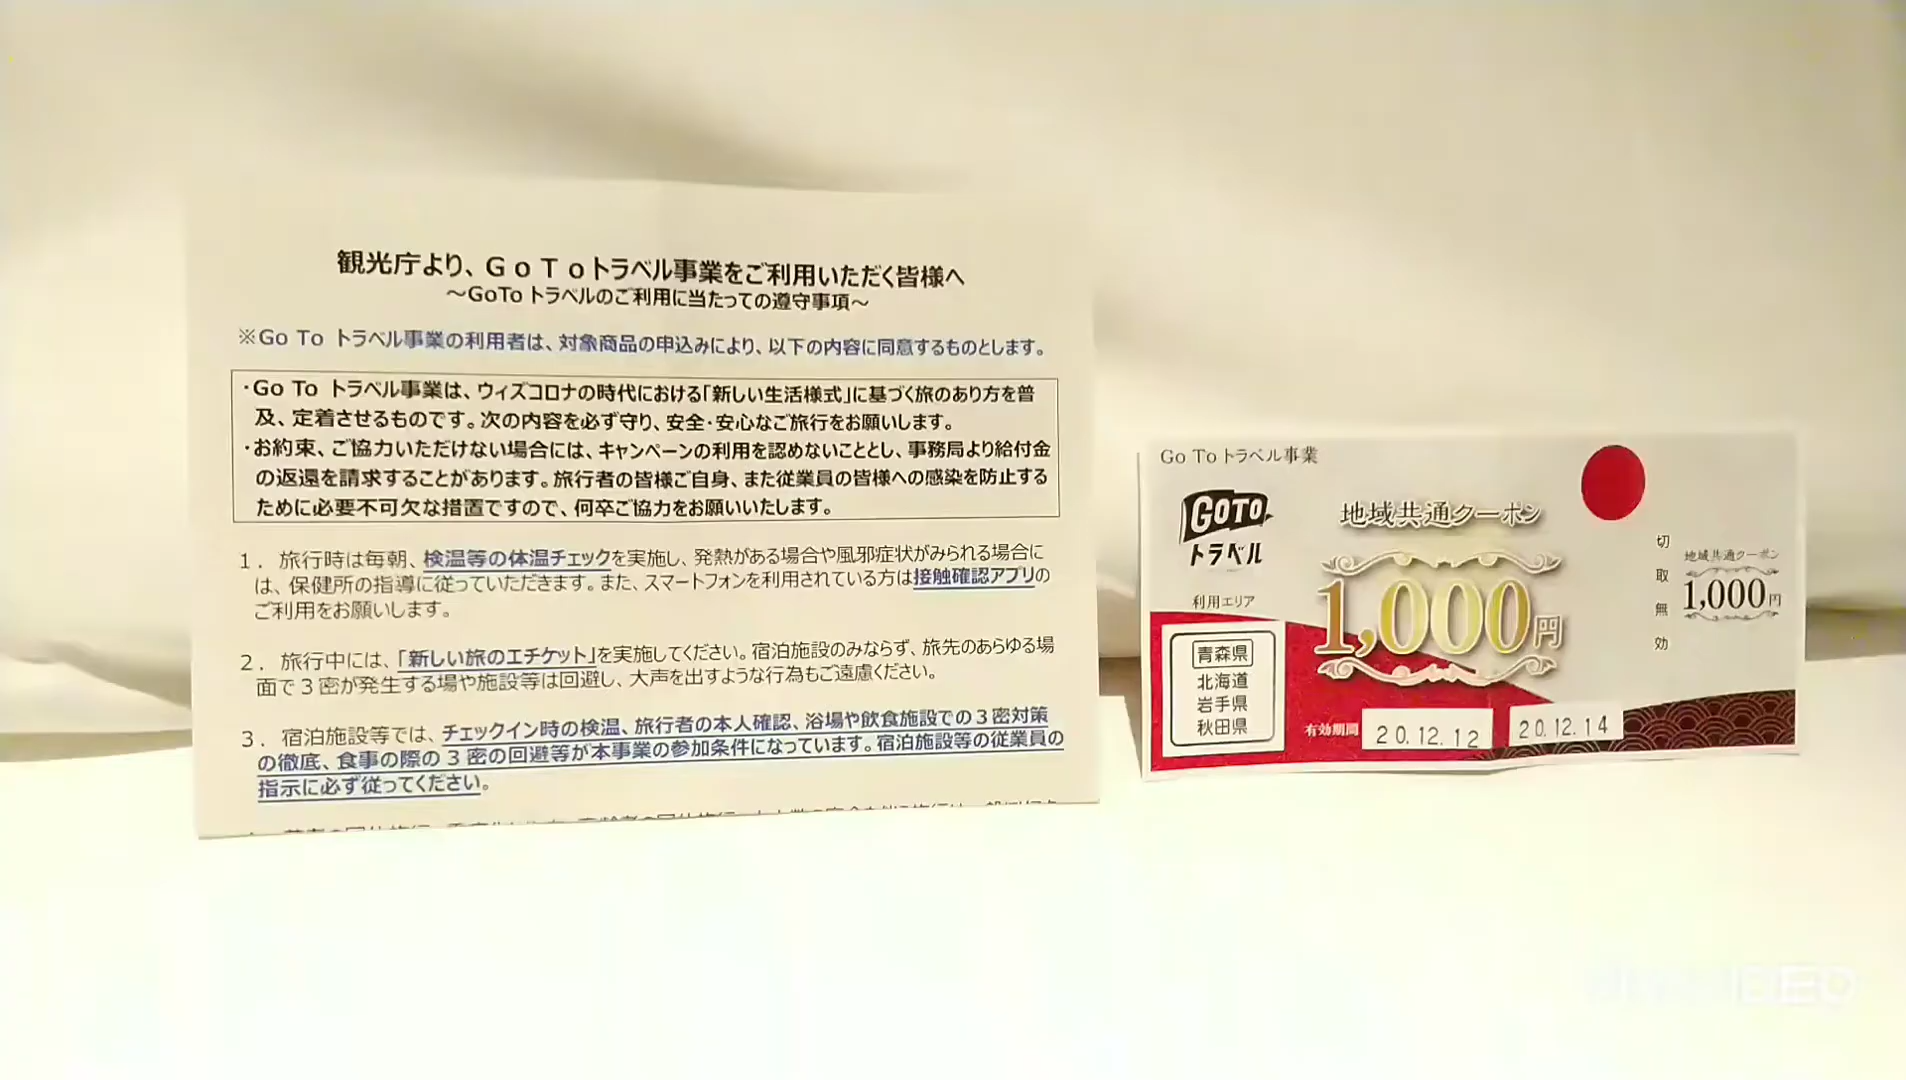 観光庁より、GoToトラベル事業をご利用いただく皆様へ
～GoTo トラベルのご利用に当たっての遵守事項～
※Go To トラベル事業の利用者は、対象商品の申込みにより、以下の内容に同意するものとします。
・Go To トラベル事業は、ウィズコロナの時代における「新しい生活様式」に基づく旅のあり方を普
及、定着させるものです。次の内容を必ず守り、安全・安心なご旅行をお願いします。
・お約束、ご協力いただけない場合には、キャンペーンの利用を認めないこととし、事務局より給付金
の返還を請求することがあります。旅行者の皆様ご自身、また従業員の皆様への感染を防止する
ために必要不可欠な措置ですので、何卒ご協力をお願いいたします。
1．旅行時は毎朝、検温等の体温チェックを実施し、発熱がある場合や風邪症状がみられる場合に
は、保健所の指導に従っていただきます。また、スマートフォンを利用されている方は接触確認アプリの
ご利用をお願いします。
2．旅行中には、「新しい旅のエチケット」を実施してください。宿泊施設のみならず、旅先のあらゆる場
面で3密が発生する場や施設等は回避し、大声を出すような行為もご遠慮ください。
3．宿泊施設等では、チェックイン時の検温、旅行者の本人確認、浴場や飲食施設での3密対策
の徹底、食事の際の3密の回避等が本事業の参加条件になっています。宿泊施設等の従業員の
指示に必ず従ってください。
Go To トラベル事業
GOTO
トラベル
利用エリア
青森県
北海道
岩手県
秋田県
地域共通クーポン
1,000円
有効期間 20.12.12 20.12.14
切取無効
地域共通クーポン
1,000円